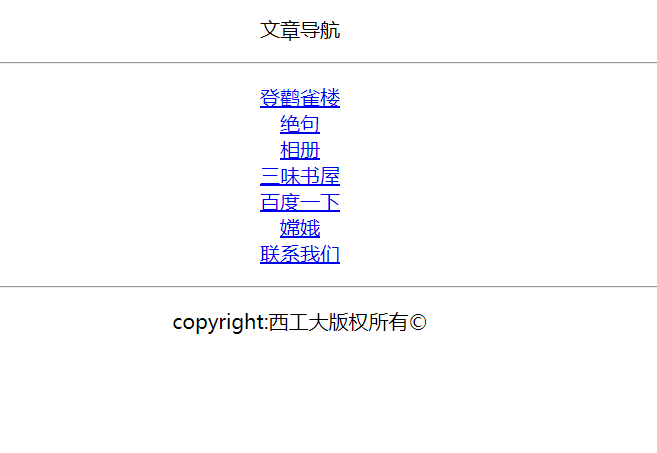 文章导航
登鹳雀楼
绝句
相册
三味书屋
百度一下
嫦娥
联系我们
copyright:西工大版权所有©